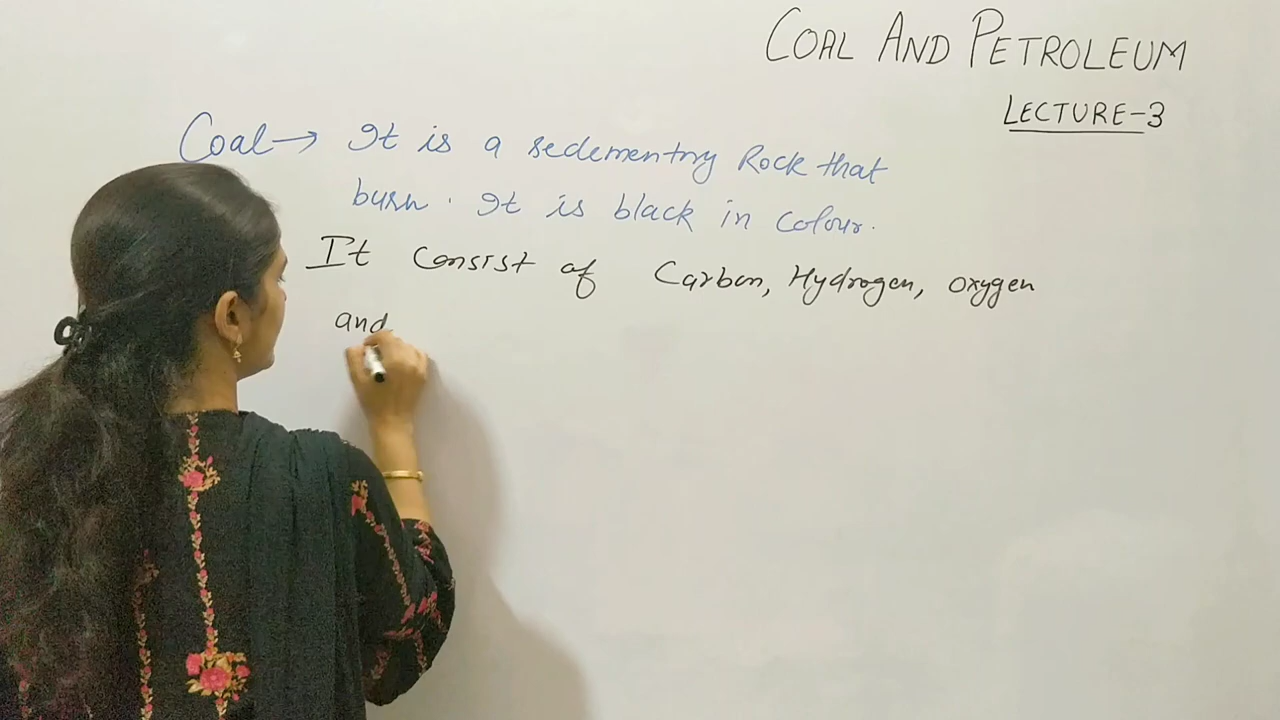 COAL AND PETROLEUM
LECTURE-3
Coal → It is a sedementry Rock that
burn. It is black in colour.
It consist of Carbon, Hydrogen, oxygen
and